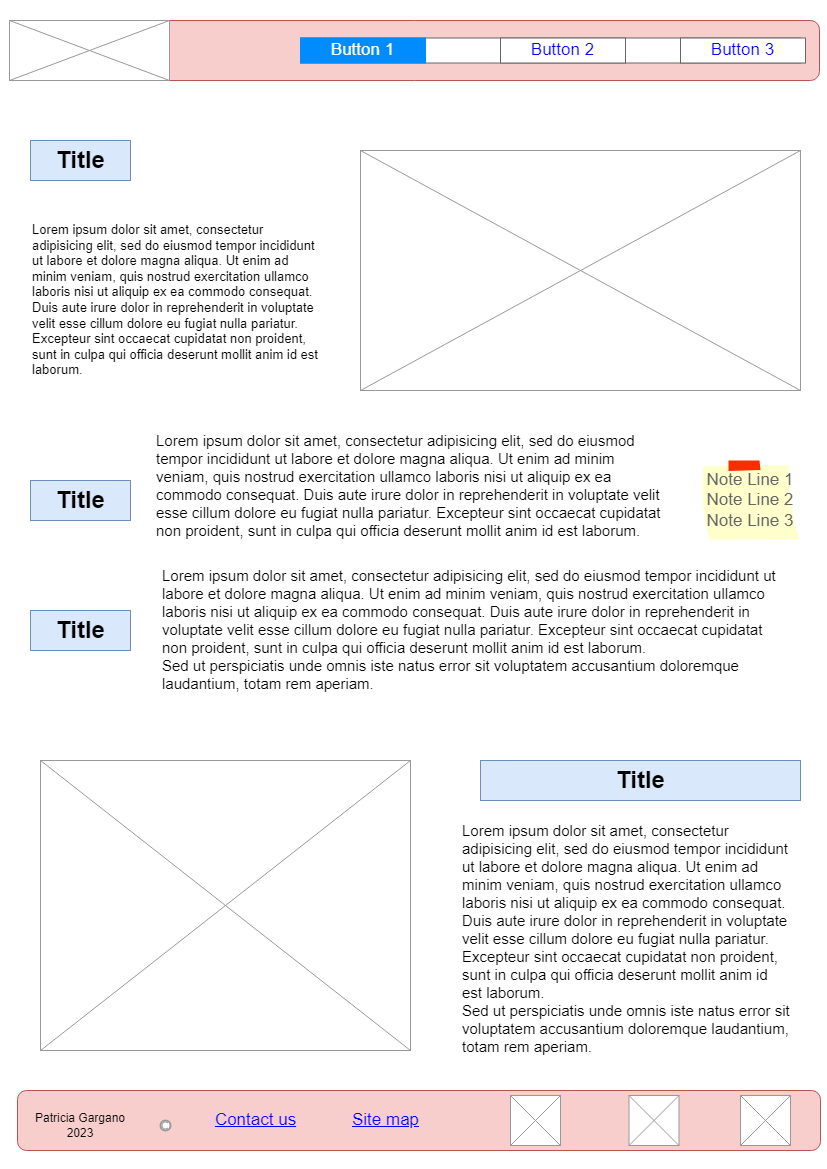 Button 1
Button 2
Button 3
Title
Lorem ipsum dolor sit amet, consectetur
adipisicing elit, sed do eiusmod tempor incididunt
ut labore et dolore magna aliqua. Ut enim ad
minim veniam, quis nostrud exercitation ullamco
laboris nisi ut aliquip ex ea commodo consequat.
Duis aute irure dolor in reprehenderit in voluptate
velit esse cillum dolore eu fugiat nulla pariatur.
Excepteur sint occaecat cupidatat non proident,
sunt in culpa qui officia deserunt mollit anim id est
laborum.
Title
Lorem ipsum dolor sit amet, consectetur adipisicing elit, sed do eiusmod
tempor incididunt ut labore et dolore magna aliqua. Ut enim ad minim
veniam, quis nostrud exercitation ullamco laboris nisi ut aliquip ex ea
commodo consequat. Duis aute irure dolor in reprehenderit in voluptate velit
esse cillum dolore eu fugiat nulla pariatur. Excepteur sint occaecat cupidatat
non proident, sunt in culpa qui officia deserunt mollit anim id est laborum.
Note Line 1
Note Line 2
Note Line 3
Title
Lorem ipsum dolor sit amet, consectetur adipisicing elit, sed do eiusmod tempor incididunt ut
labore et dolore magna aliqua. Ut enim ad minim veniam, quis nostrud exercitation ullamco
laboris nisi ut aliquip ex ea commodo consequat. Duis aute irure dolor in reprehenderit in
voluptate velit esse cillum dolore eu fugiat nulla pariatur. Excepteur sint occaecat cupidatat
non proident, sunt in culpa qui officia deserunt mollit anim id est laborum.
Sed ut perspiciatis unde omnis iste natus error sit voluptatem accusantium doloremque
laudantium, totam rem aperiam.
Title
Lorem ipsum dolor sit amet, consectetur
adipisicing elit, sed do eiusmod tempor incididunt
ut labore et dolore magna aliqua. Ut enim ad
minim veniam, quis nostrud exercitation ullamco
laboris nisi ut aliquip ex ea commodo consequat.
Duis aute irure dolor in reprehenderit in voluptate
velit esse cillum dolore eu fugiat nulla pariatur.
Excepteur sint occaecat cupidatat non proident,
sunt in culpa qui officia deserunt mollit anim id
est laborum.
Sed ut perspiciatis unde omnis iste natus error sit
voluptatem accusantium doloremque laudantium,
totam rem aperiam.
Patricia Gargano
2023
Contact us
Site map